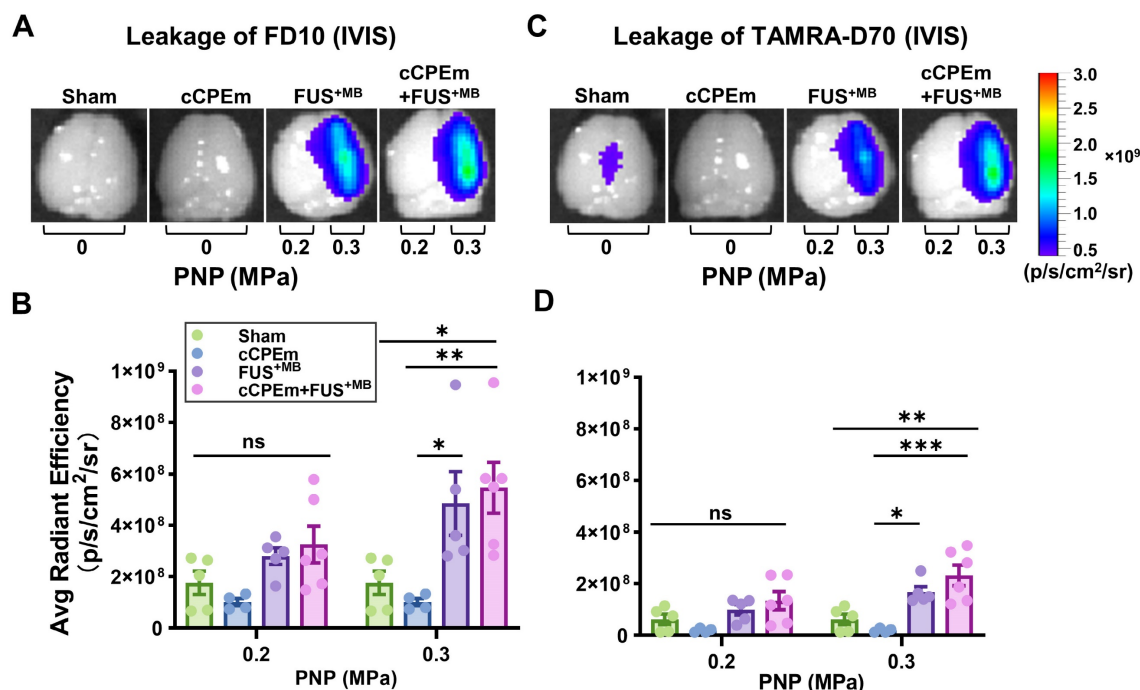 A
Leakage of FD10 (IVIS)
Sham
cCPEm
FUS⁺ᴹᴮ
cCPEm
+FUS⁺ᴹᴮ
0
0
0.2
0.3
0.2
0.3
PNP (MPa)
C
Leakage of TAMRA-D70 (IVIS)
Sham
cCPEm
FUS⁺ᴹᴮ
cCPEm
+FUS⁺ᴹᴮ
0
0
0.2
0.3
0.2
0.3
PNP (MPa)
3.0
2.0
×10⁹
1.0
0.5
(p/s/cm²/sr)
B
Sham
cCPEm
FUS⁺ᴹᴮ
cCPEm+FUS⁺ᴹᴮ
Avg Radiant Efficiency
(p/s/cm²/sr)
1×10⁹
8×10⁸
6×10⁸
4×10⁸
2×10⁸
0
ns
*
**
*
0.2
0.3
PNP (MPa)
D
1×10⁹
8×10⁸
6×10⁸
4×10⁸
2×10⁸
0
ns
**
***
*
0.2
0.3
PNP (MPa)